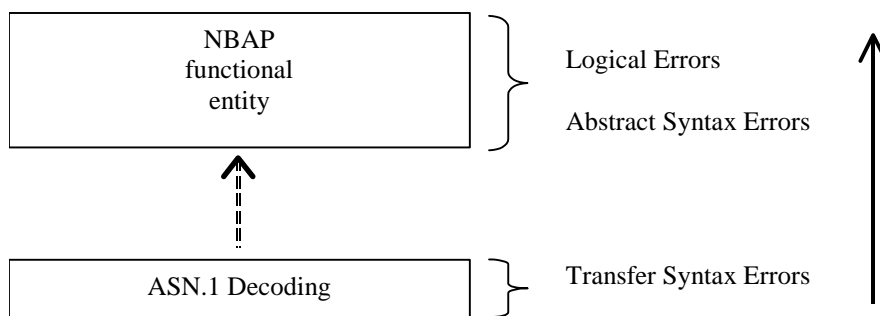 NBAP
functional
entity
Logical Errors
Abstract Syntax Errors
ASN.1 Decoding
Transfer Syntax Errors